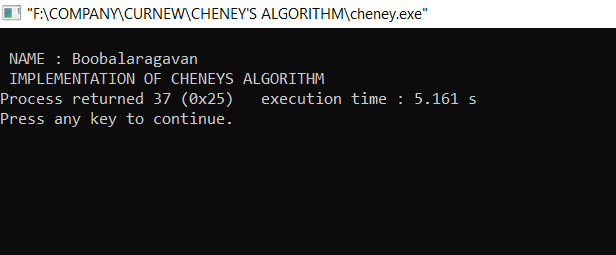 "F:\COMPANY\CURNEW\CHENEY'S ALGORITHM\cheney.exe"
NAME : Boobalaragavan
IMPLEMENTATION OF CHENEYS ALGORITHM
Process returned 37 (0x25)   execution time : 5.161 s
Press any key to continue.